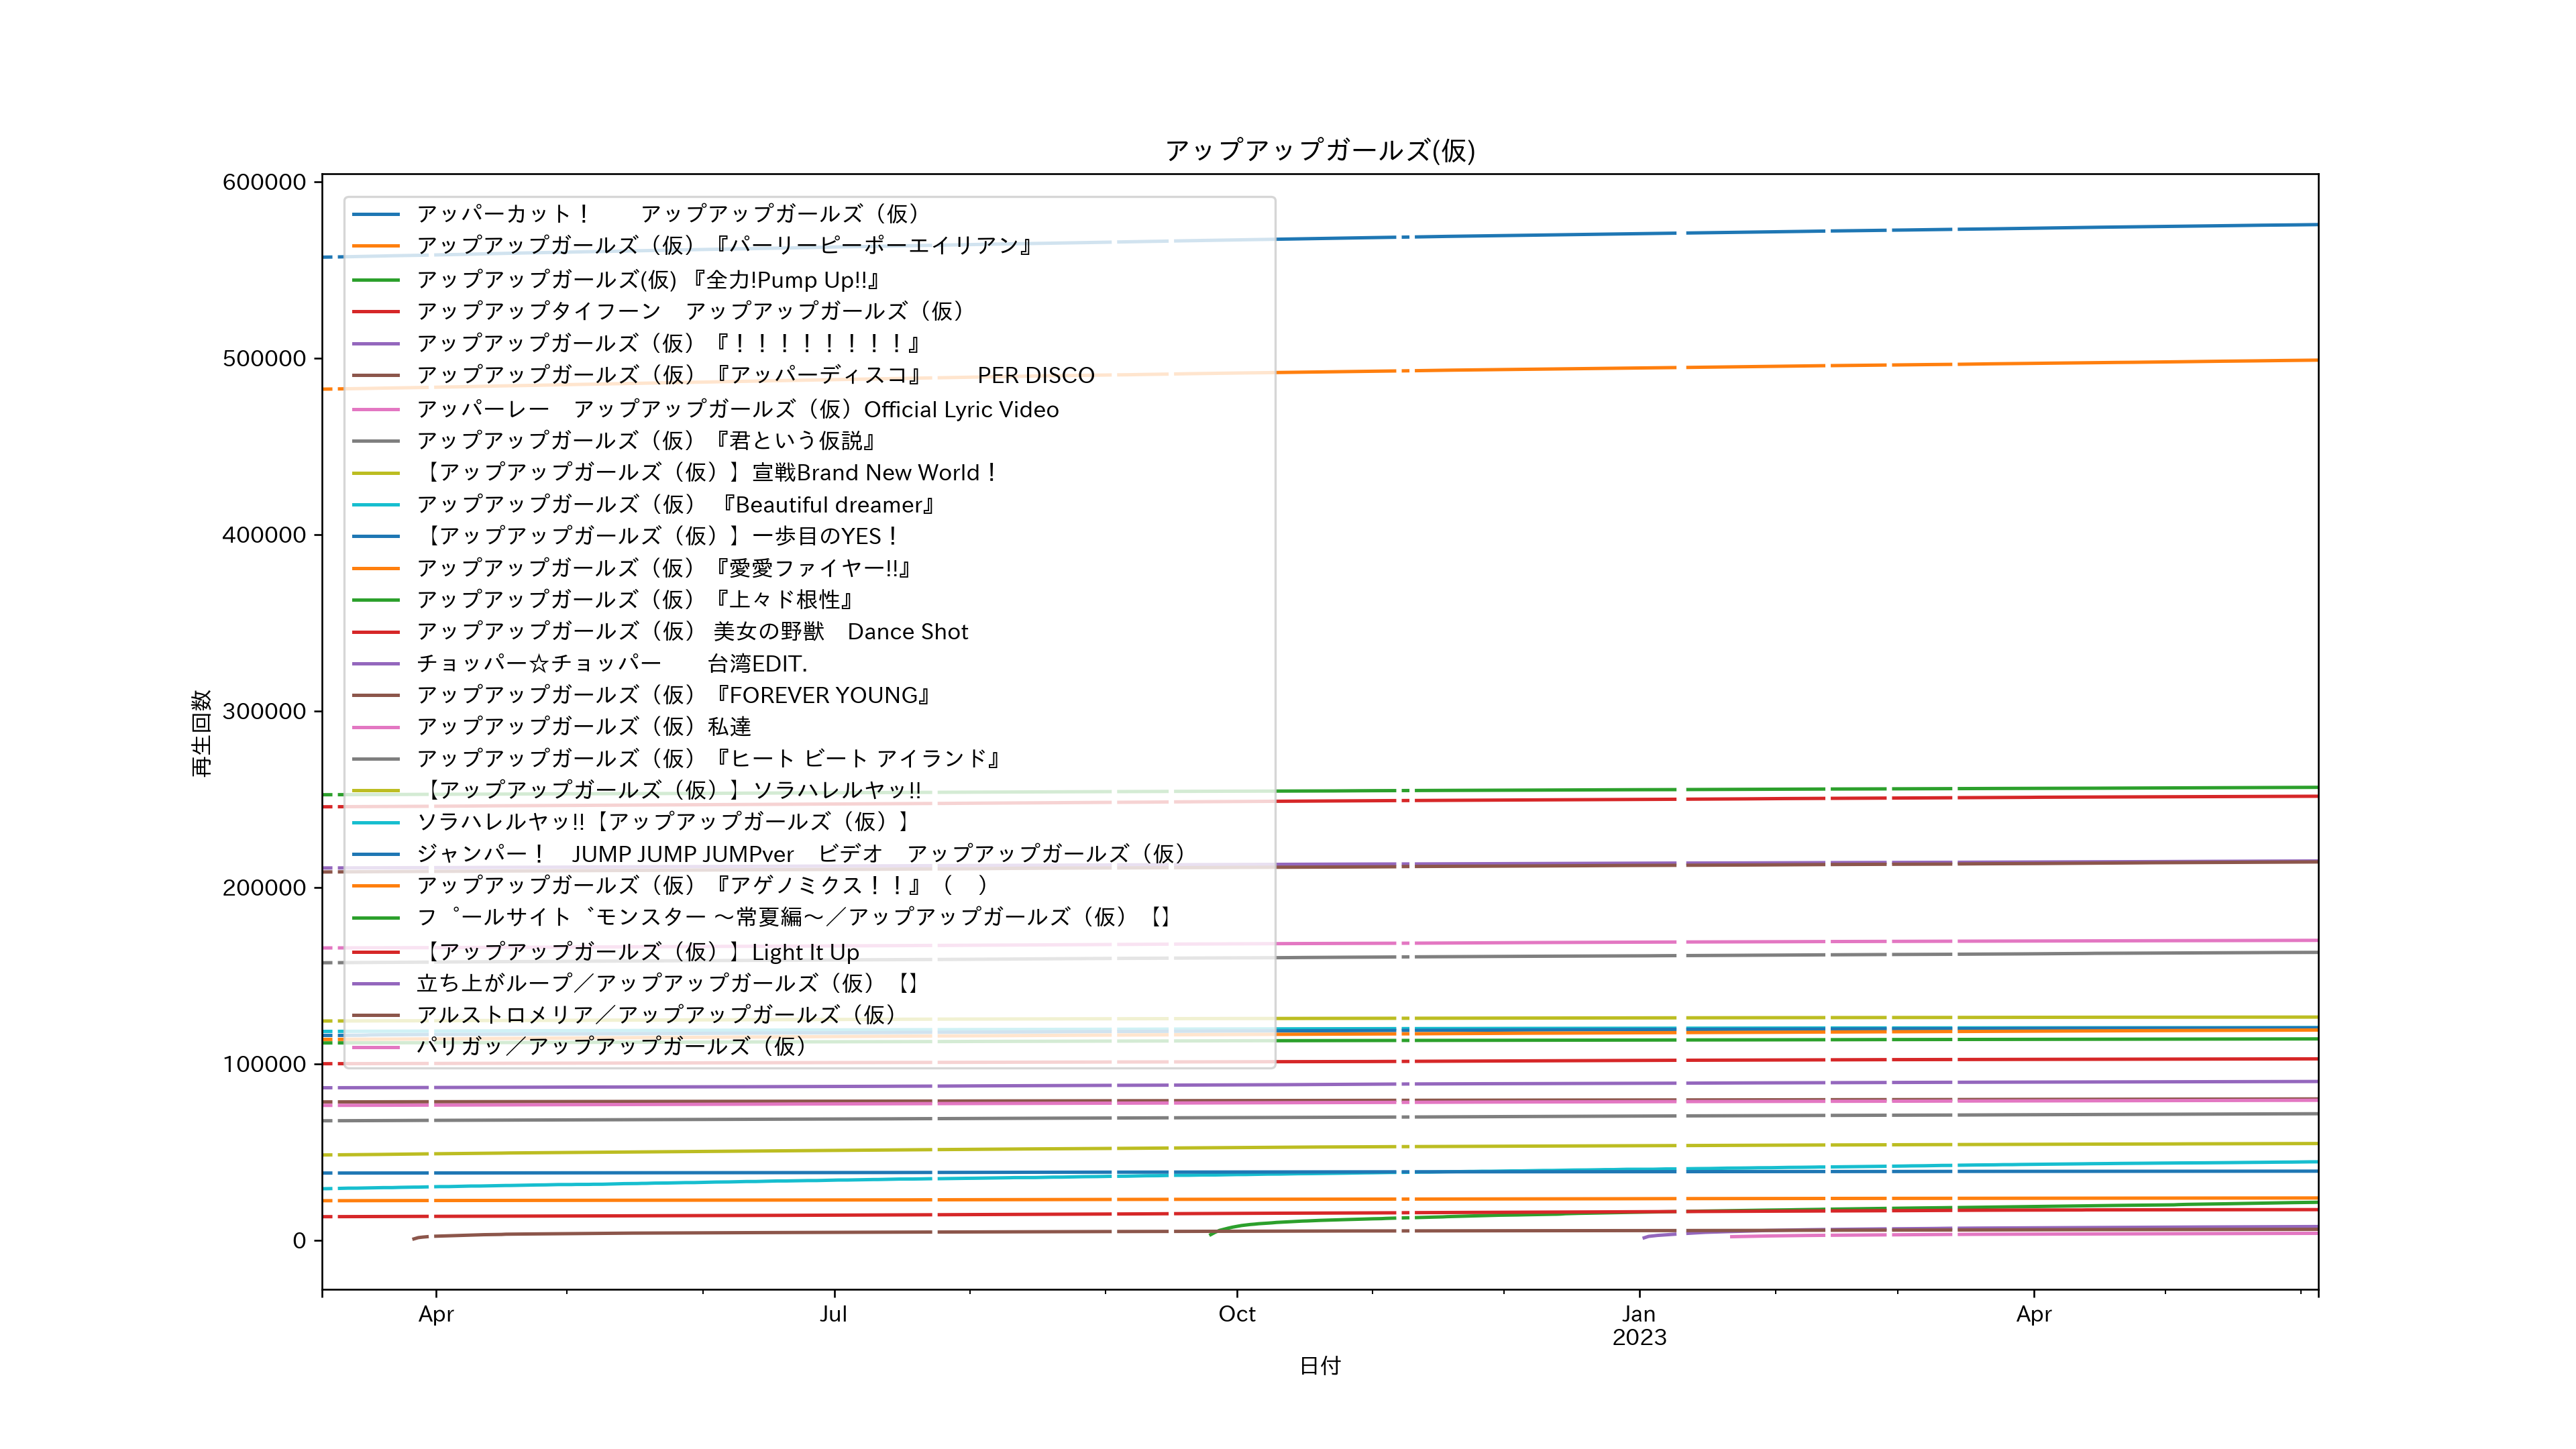 アップアップガールズ(仮)
600000
500000
400000
300000
200000
100000
0
再生回数
アッパーカット！　　アップアップガールズ（仮）
アップアップガールズ（仮）『パーリーピーポーエイリアン』
アップアップガールズ(仮) 『全力!Pump Up!!』
アップアップタイフーン　アップアップガールズ（仮）
アップアップガールズ（仮）『！！！！！！！！』
アップアップガールズ（仮）『アッパーディスコ』　　PER DISCO
アッパーレー　アップアップガールズ（仮）Official Lyric Video
アップアップガールズ（仮）『君という仮説』
【アップアップガールズ（仮）】宣戦Brand New World！
アップアップガールズ（仮） 『Beautiful dreamer』
【アップアップガールズ（仮）】一歩目のYES！
アップアップガールズ（仮）『愛愛ファイヤー!!』
アップアップガールズ（仮）『上々ド根性』
アップアップガールズ（仮） 美女の野獣　Dance Shot
チョッパー☆チョッパー　　台湾EDIT.
アップアップガールズ（仮）『FOREVER YOUNG』
アップアップガールズ（仮）私達
アップアップガールズ（仮）『ヒート ビート アイランド』
【アップアップガールズ（仮）】ソラハレルヤッ!!
ソラハレルヤッ!!【アップアップガールズ（仮）】
ジャンパー！　JUMP JUMP JUMPver　ビデオ　アップアップガールズ（仮）
アップアップガールズ（仮）『アゲノミクス！！』（　）
フ゜ールサイト゛モンスター 〜常夏編〜／アップアップガールズ（仮）【】
【アップアップガールズ（仮）】Light It Up
立ち上がループ／アップアップガールズ（仮）【】
アルストロメリア／アップアップガールズ（仮）
パリガッ／アップアップガールズ（仮）
Apr
Jul
Oct
Jan
2023
Apr
日付